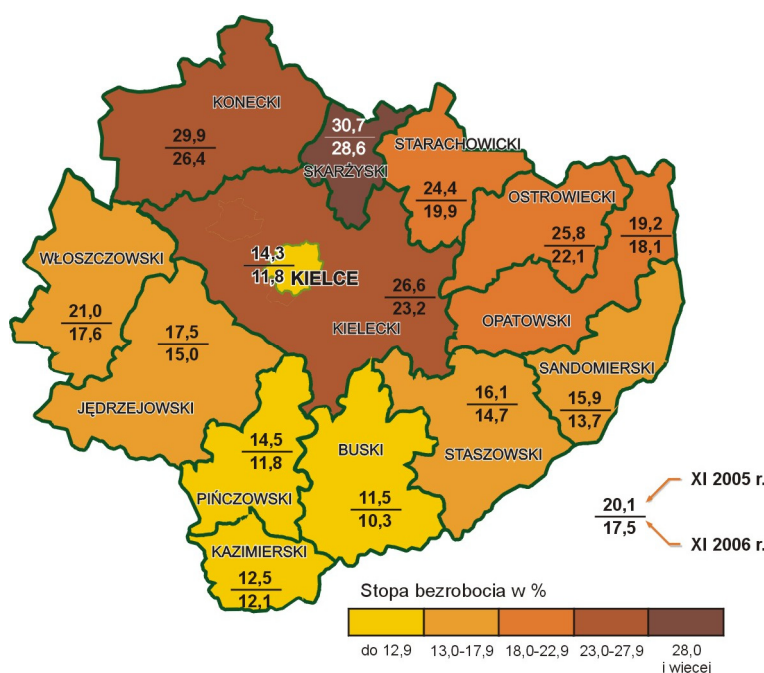 KONECKI
29,9
26,4
30,7
28,6
SKARŻYSKI
STARACHOWICKI
24,4
19,9
OSTROWIECKI
25,8
22,1
19,2
18,1
OPATOWSKI
WŁOSZCZOWSKI
21,0
17,6
14,3
11,8
KIELCE
26,6
23,2
KIELECKI
17,5
15,0
JĘDRZEJOWSKI
SANDOMIERSKI
15,9
13,7
16,1
14,7
STASZOWSKI
14,5
11,8
PIŃCZOWSKI
BUSKI
11,5
10,3
KAZIMIERSKI
12,5
12,1
XI 2005 r.
20,1
17,5
XI 2006 r.
Stopa bezrobocia w %
do 12,9
13,0-17,9
18,0-22,9
23,0-27,9
28,0
i wiecej